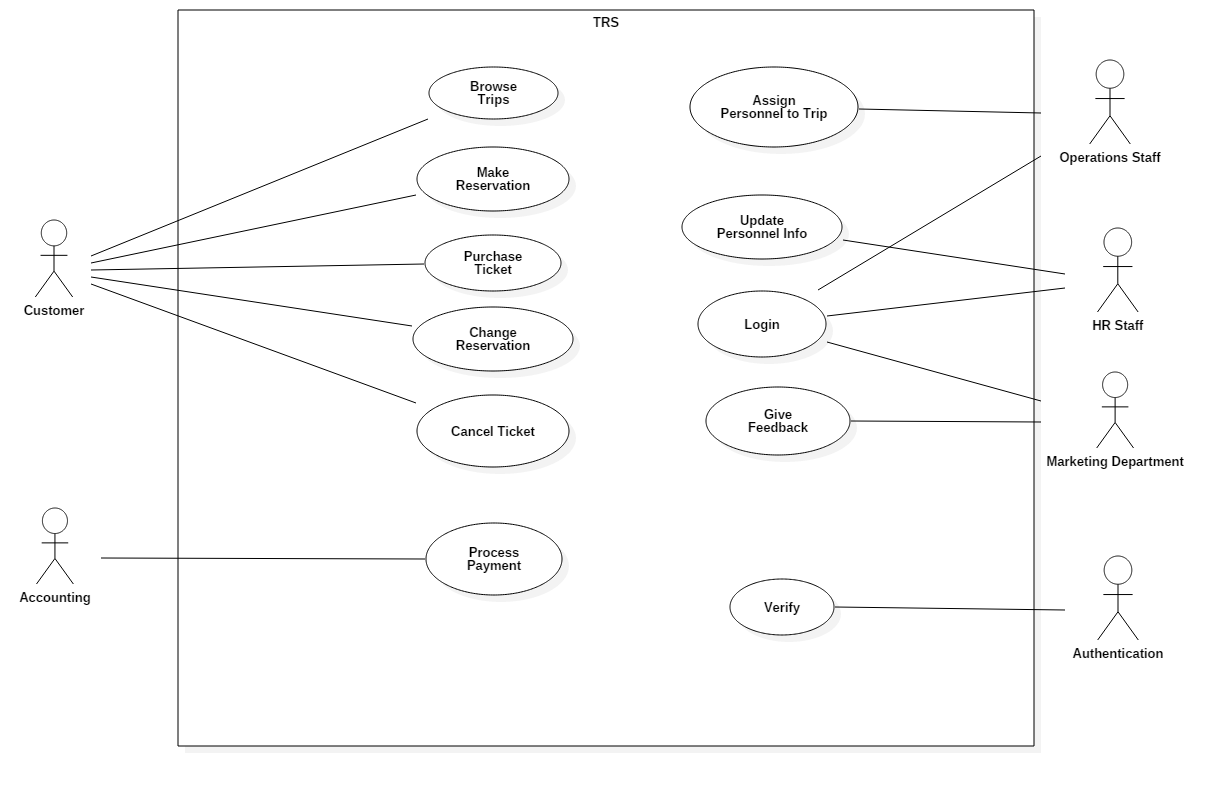 TRS
Browse
Trips
Make
Reservation
Purchase
Ticket
Change
Reservation
Cancel Ticket
Process
Payment
Assign
Personnel to Trip
Update
Personnel Info
Login
Give
Feedback
Verify
Customer
Accounting
Operations Staff
HR Staff
Marketing Department
Authentication